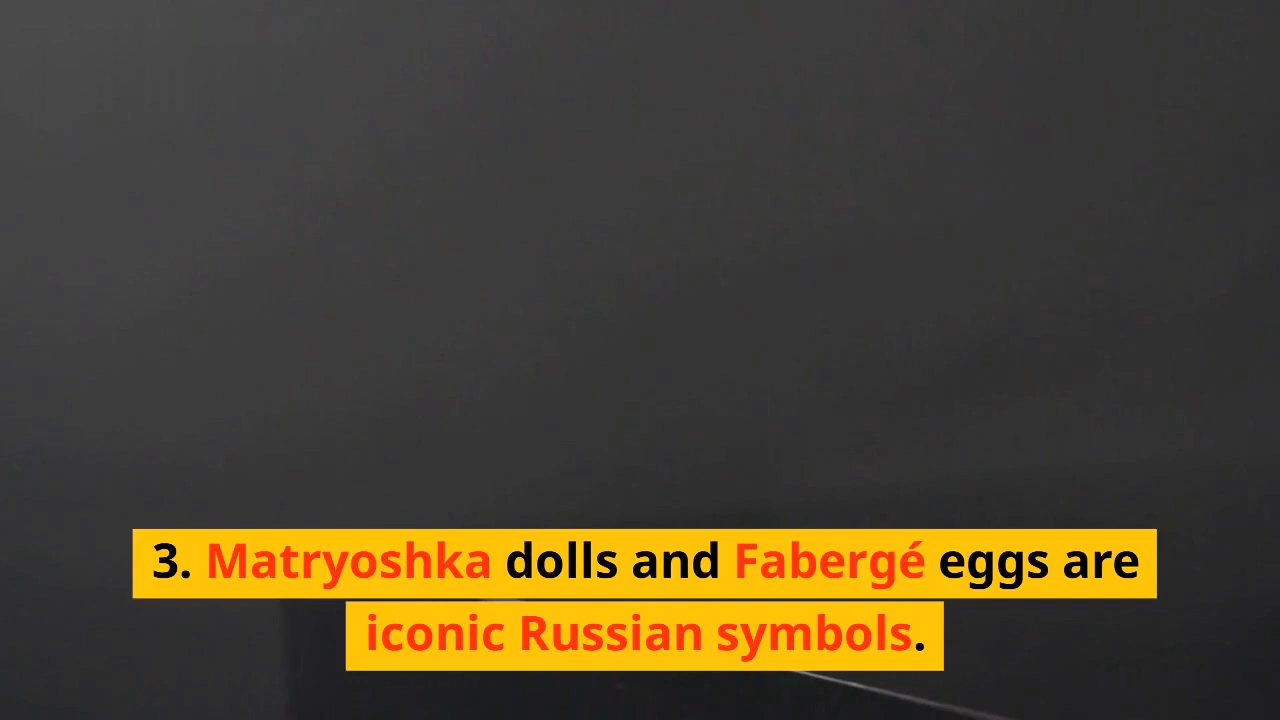 3. Matryoshka dolls and Fabergé eggs are
iconic Russian symbols.